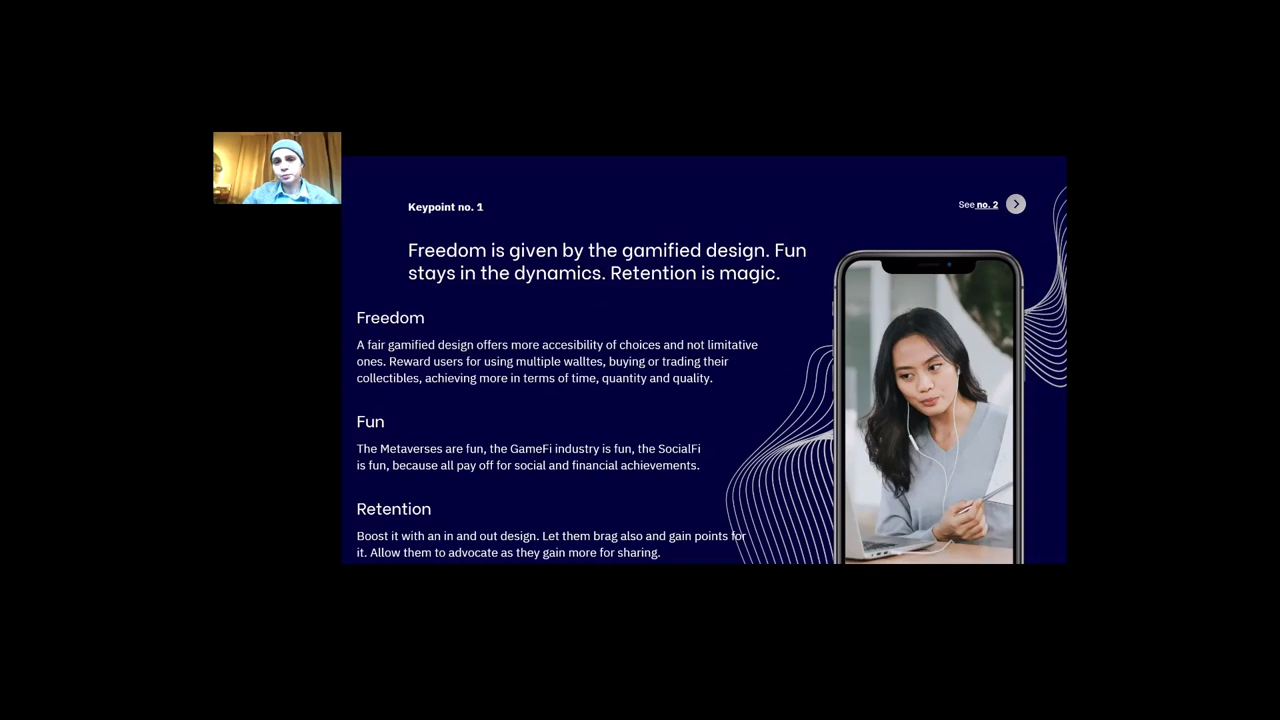 Keypoint no. 1
See no. 2
Freedom is given by the gamified design. Fun
stays in the dynamics. Retention is magic.
Freedom
A fair gamified design offers more accesibility of choices and not limitative
ones. Reward users for using multiple walltes, buying or trading their
collectibles, achieving more in terms of time, quantity and quality.
Fun
The Metaverses are fun, the GameFi industry is fun, the SocialFi
is fun, because all pay off for social and financial achievements.
Retention
Boost it with an in and out design. Let them brag also and gain points for
it. Allow them to advocate as they gain more for sharing.